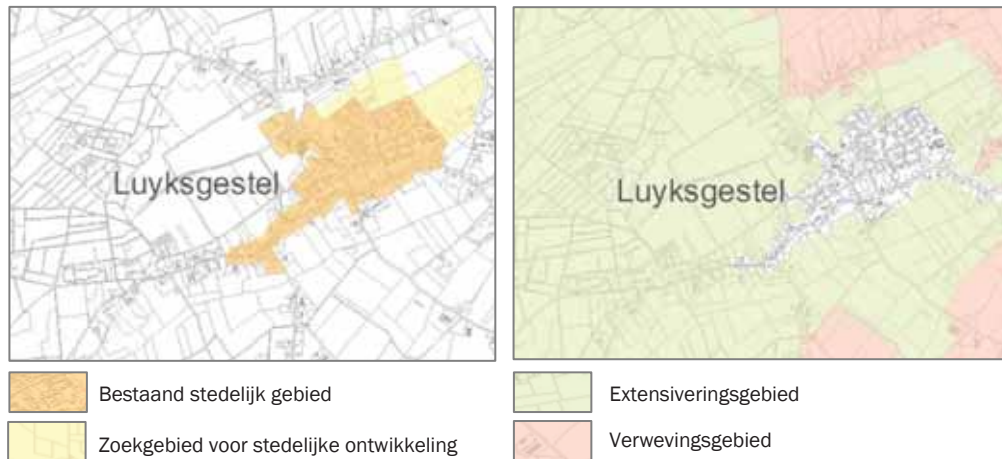 Luyksgestel
Luyksgestel
Bestaand stedelijk gebied
Zoekgebied voor stedelijke ontwikkeling
Extensiveringsgebied
Verwevingsgebied